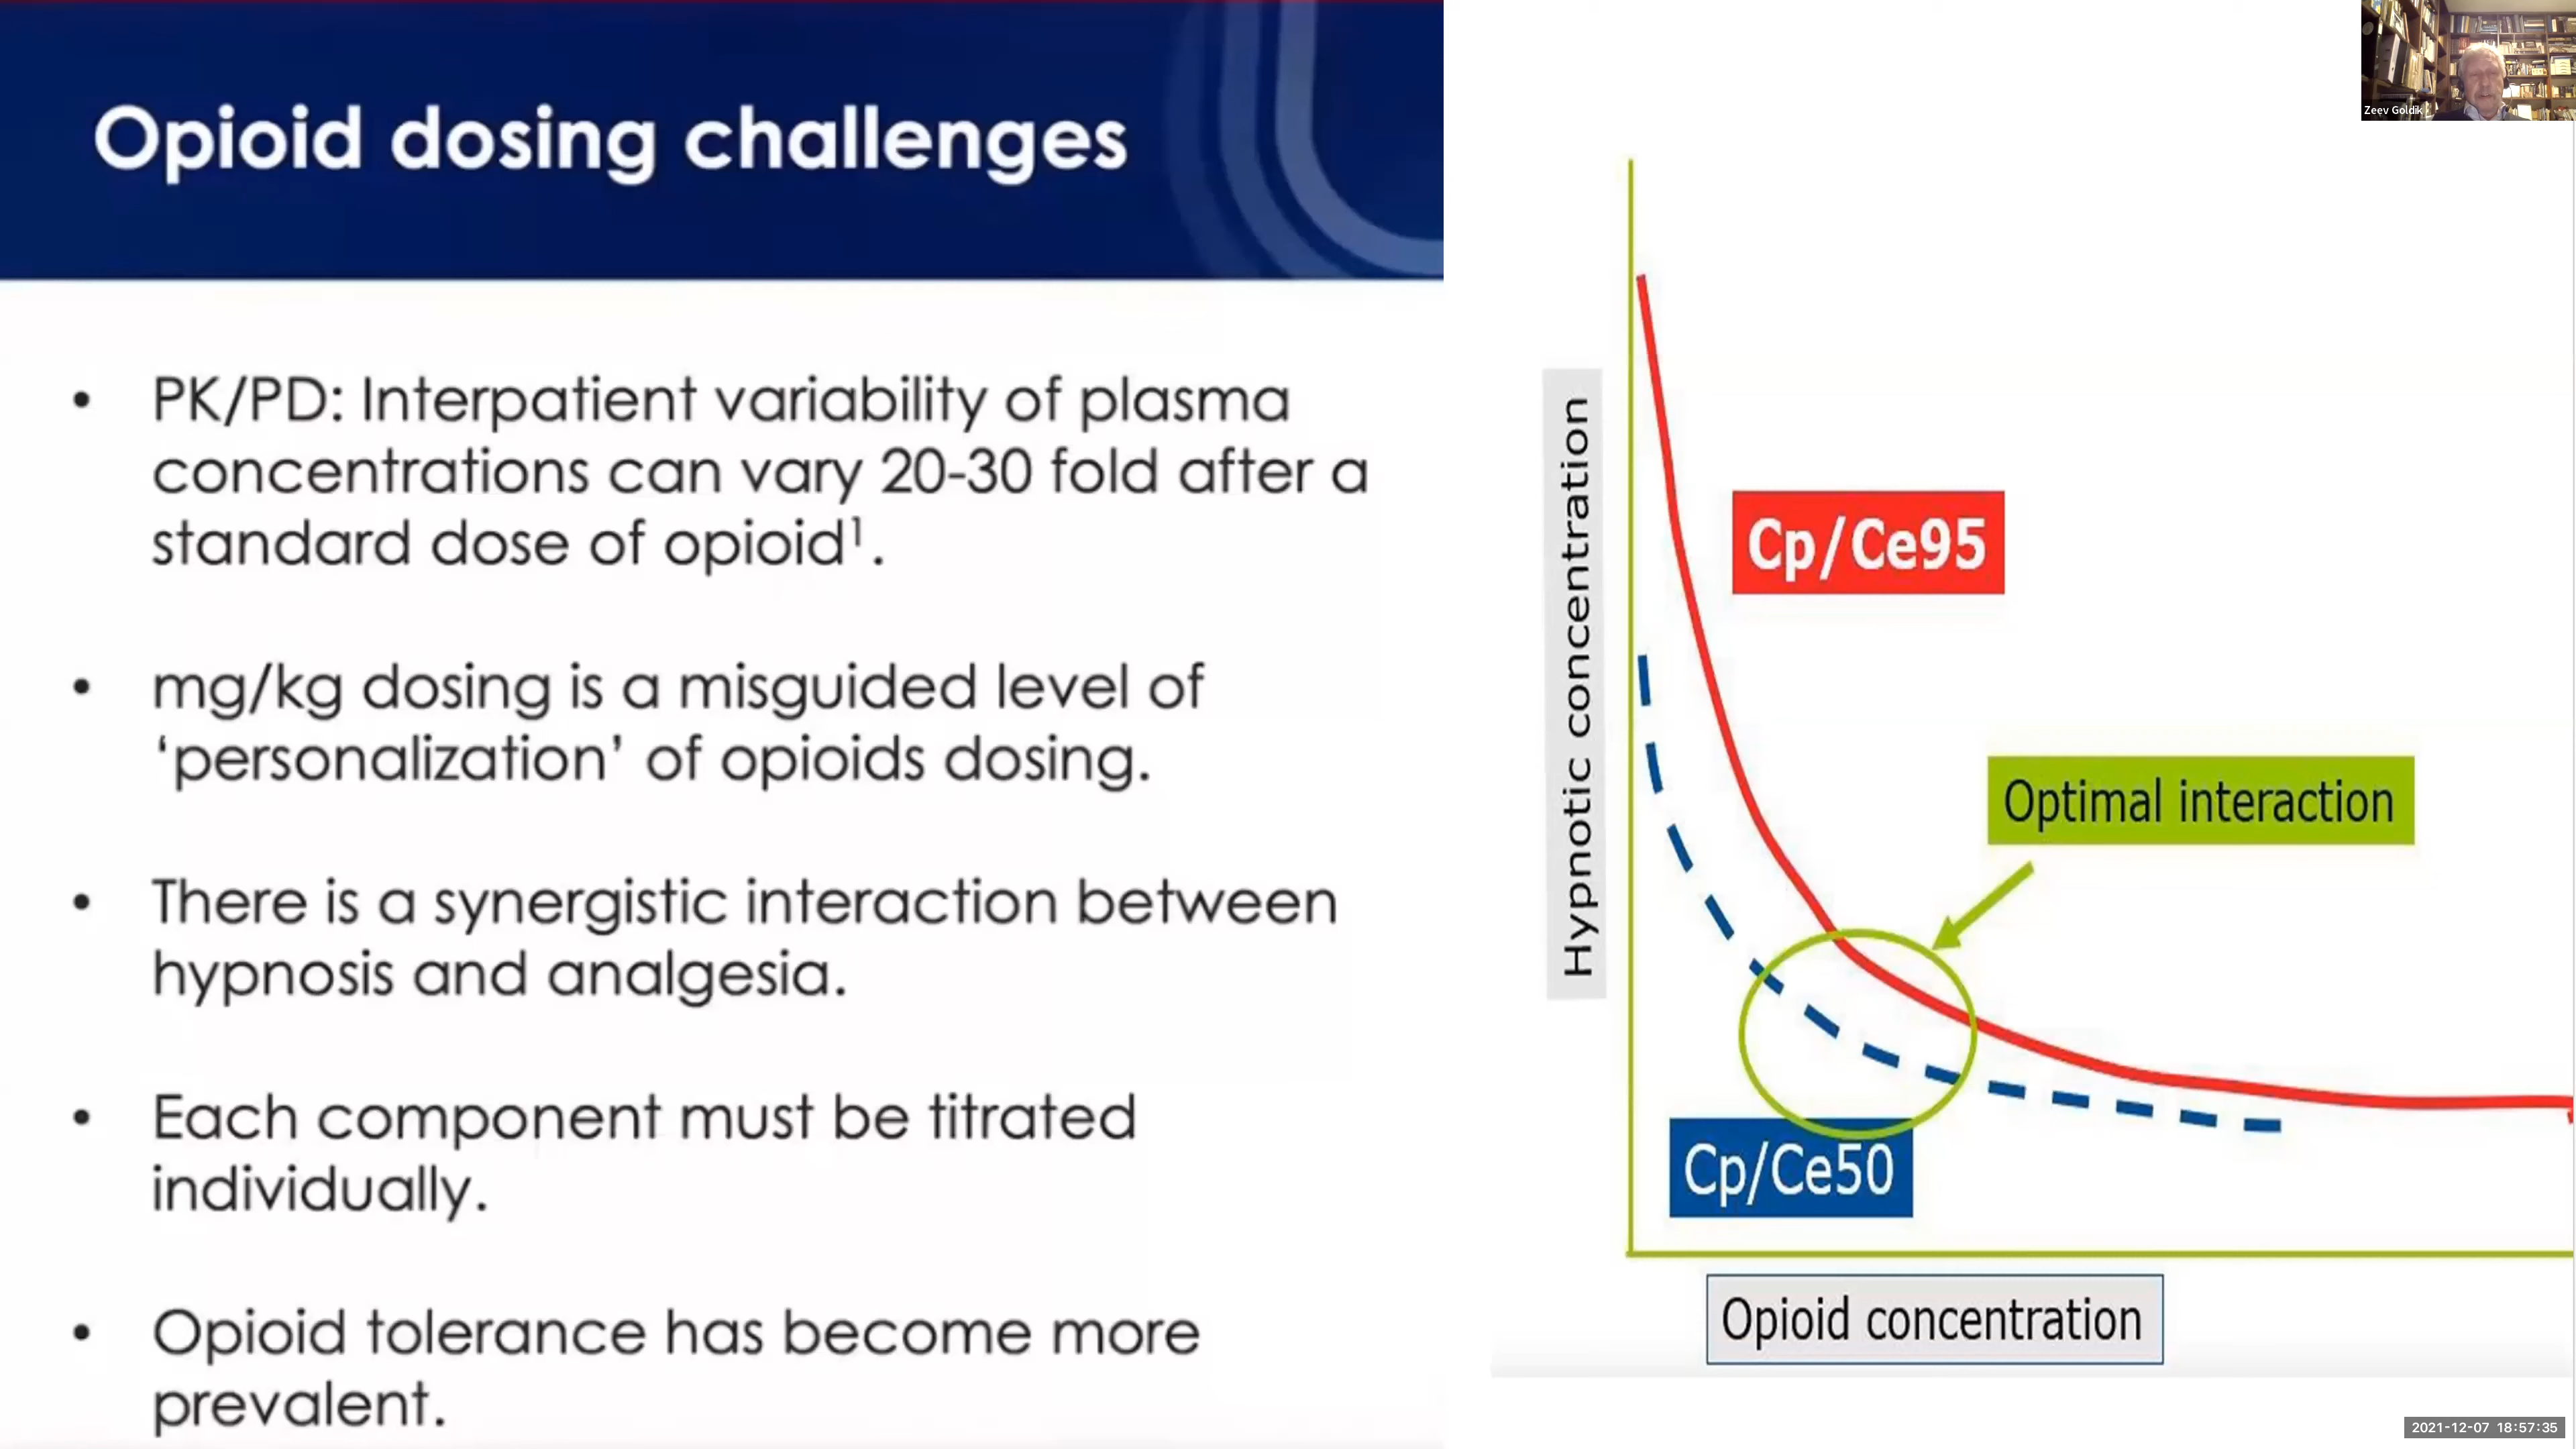 Opioid dosing challenges
• PK/PD: Interpatient variability of plasma
concentrations can vary 20-30 fold after a
standard dose of opioid¹.
• mg/kg dosing is a misguided level of
‘personalization’ of opioids dosing.
• There is a synergistic interaction between
hypnosis and analgesia.
• Each component must be titrated
individually.
• Opioid tolerance has become more
prevalent.
Zeev Goldik
Hypnotic concentration
Cp/Ce95
Optimal interaction
Cp/Ce50
Opioid concentration
2021-12-07 18:57:35